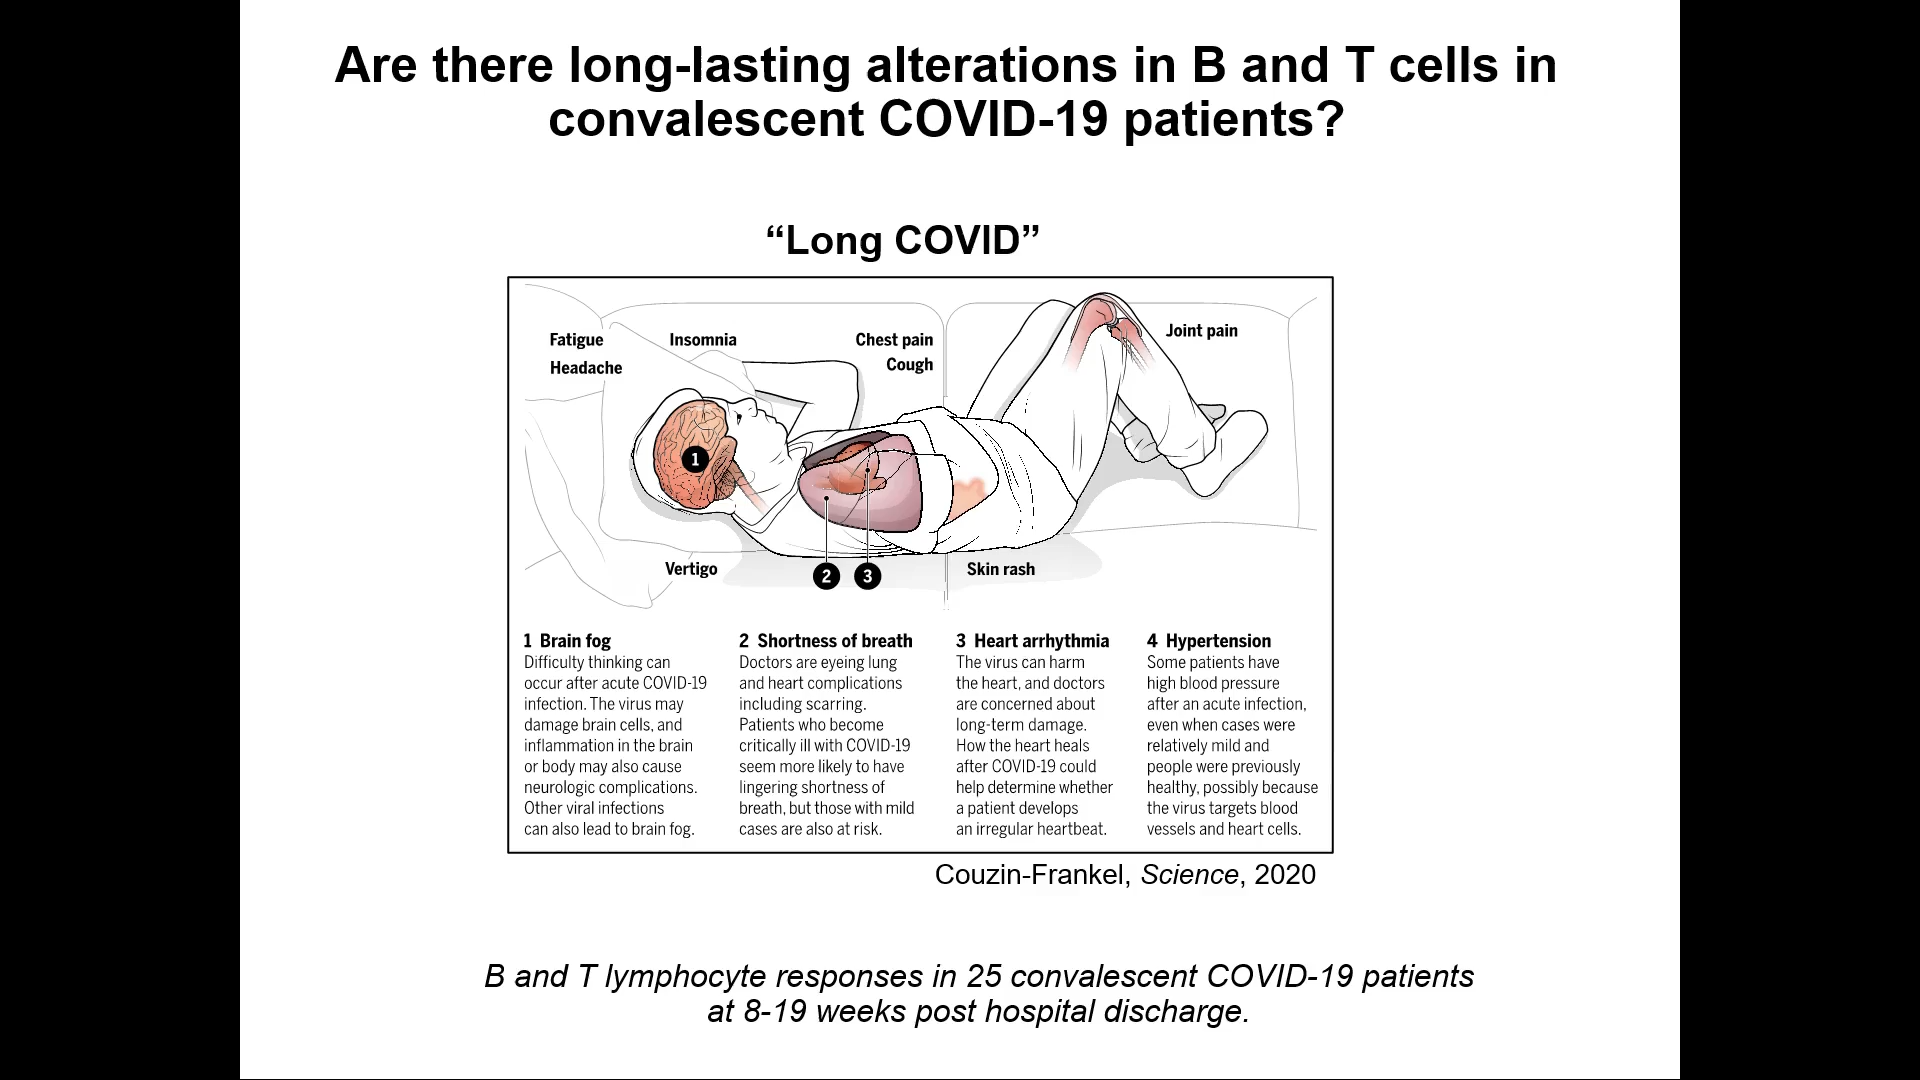 Are there long-lasting alterations in B and T cells in
convalescent COVID-19 patients?
“Long COVID”
Fatigue
Headache
Insomnia
Chest pain
Cough
Joint pain
1
Vertigo
2
3
Skin rash
1 Brain fog
Difficulty thinking can
occur after acute COVID-19
infection. The virus may
damage brain cells, and
inflammation in the brain
or body may also cause
neurologic complications.
Other viral infections
can also lead to brain fog.
2 Shortness of breath
Doctors are eyeing lung
and heart complications
including scarring.
Patients who become
critically ill with COVID-19
seem more likely to have
lingering shortness of
breath, but those with mild
cases are also at risk.
3 Heart arrhythmia
The virus can harm
the heart, and doctors
are concerned about
long-term damage.
How the heart heals
after COVID-19 could
help determine whether
a patient develops
an irregular heartbeat.
4 Hypertension
Some patients have
high blood pressure
after an acute infection,
even when cases were
relatively mild and
people were previously
healthy, possibly because
the virus targets blood
vessels and heart cells.
Couzin-Frankel, Science, 2020
B and T lymphocyte responses in 25 convalescent COVID-19 patients
at 8-19 weeks post hospital discharge.